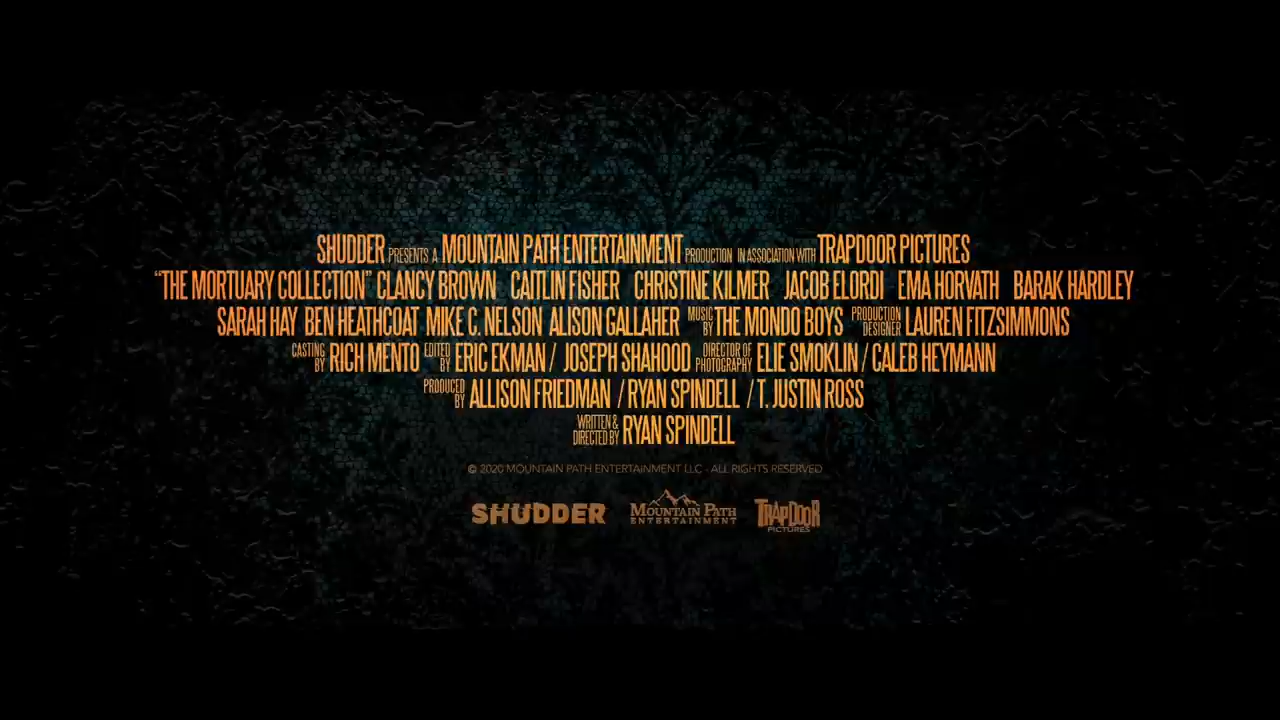 SHUDDER PRESENTS A MOUNTAIN PATH ENTERTAINMENT PRODUCTION IN ASSOCIATION WITH TRAPDOOR PICTURES
"THE MORTUARY COLLECTION" CLANCY BROWN CAITLIN FISHER CHRISTINE KILMER JACOB ELORDI EMA HORVATH BARAK HARDLEY
SARAH HAY BEN HEATHCOAT MIKE C. NELSON ALISON GALLAHER MUSIC BY THE MONDO BOYS PRODUCTION DESIGNER LAUREN FITZSIMMONS
CASTING BY RICH MENTO EDITED BY ERIC EKMAN / JOSEPH SHAHOOD DIRECTOR OF PHOTOGRAPHY ELIE SMOLKIN / CALEB HEYMANN
PRODUCED BY ALLISON FRIEDMAN / RYAN SPINDELL / T. JUSTIN ROSS
WRITTEN & DIRECTED BY RYAN SPINDELL
© 2020 MOUNTAIN PATH ENTERTAINMENT LLC - ALL RIGHTS RESERVED
SHUDDER MOUNTAIN PATH ENTERTAINMENT TRAPDOOR PICTURES